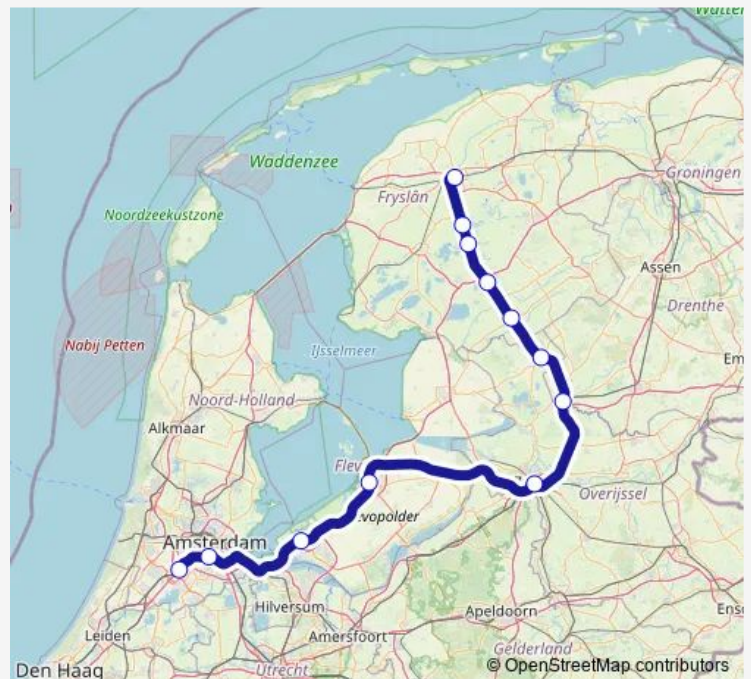 Waddenzee
Groningen
Fryslân
Noordzeekustzone
Assen
Drenthe
Nabij Petten
IJsselmeer
Em
Noord-Holland
Alkmaar
Flev
Overijssel
evopolder
Amsterdam
Hilversum
Apeldoorn
Ens
Leiden
Amersfoort
Gelderland
Den Haag
Utrecht
© OpenStreetMap contributors